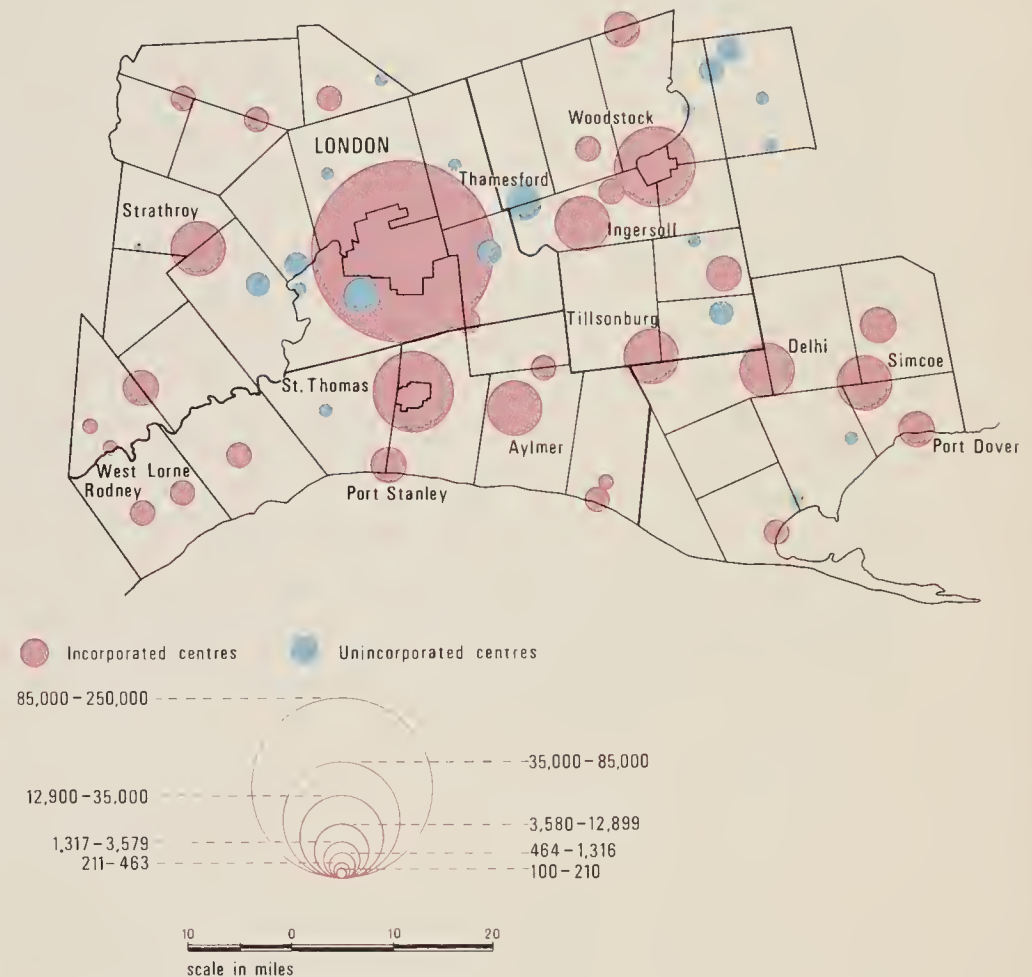 Woodstock
LONDON
Thamesford
Strathroy
Ingersoll
Tillsonburg
Delhi
Simcoe
St. Thomas
Aylmer
Port Dover
West Lorne
Rodney
Port Stanley
Incorporated centres
Unincorporated centres
85,000–250,000
35,000–85,000
12,900–35,000
3,580–12,899
1,317–3,579
464–1,316
211–463
100–210
10 0 10 20
scale in miles